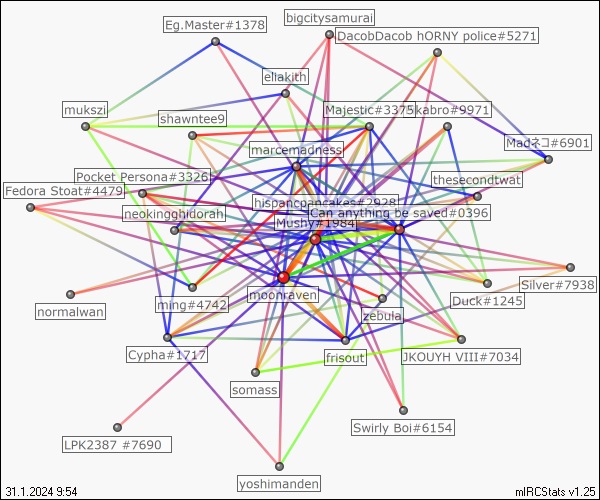 bigcitysamurai
Eg.Master#1378
DacobDacob hORNY police#5271
eliakith
mukszi
shawntee9
Majestic#3375
kabro#9971
Madネコ#6901
marcemadness
Pocket Persona#3326
thesecondtwat
Fedora Stoat#4479
hispancpancakes#2928
neokingghidorah
Can anything be saved#0396
Mushy#1984
Silver#7938
moonraven
ming#4742
Duck#1245
normalwan
zebula
Cypha#1717
frisout
JKOUYH VIII#7034
somass
Swirly Boi#6154
LPK2387 #7690
yoshimanden
31.1.2024 9:54
mIRCStats v1.25